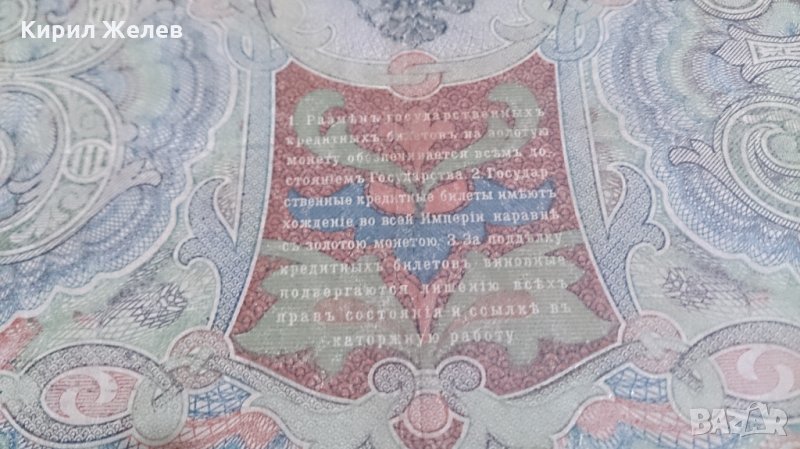 Кирил Желев
1. Размѣнъ государственныхъ
кредитныхъ билетовъ на золотую
монету обезпечивается всѣмъ до-
стояніемъ Государства. 2. Государ
ственные кредитные билеты имѣютъ
хожденіе во всей Имперіи наравнѣ
съ золотою монетою. 3. За поддѣлку
кредитныхъ билетовъ виновные
подвергаются лишенію всѣхъ
правъ состоянія и ссылкѣ въ
каторжную работу
BAZAR